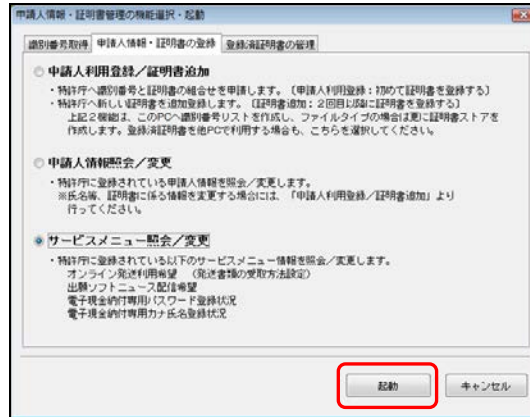 申請人情報・証明書管理の機能選択・起動
識別番号取得 申請人情報・証明書の登録 登録済証明書の管理
申請人利用登録／証明書追加
・特許庁へ識別番号と証明書の組合せを申請します。〔申請人利用登録：初めて証明書を登録する〕
・特許庁へ新しい証明書を追加登録します。〔証明書追加：２回目以降に証明書を登録する〕
上記２機能は、このPCへ識別番号リストを作成し、ファイルタイプの場合は更に証明書ストアを
作成します。登録済証明書を他PCで利用する場合も、こちらを選択してください。
申請人情報照会／変更
・特許庁に登録されている申請人情報を照会／変更します。
※氏名等、証明書に係る情報を変更する場合には、「申請人利用登録／証明書追加」より
行ってください。
サービスメニュー照会／変更
・特許庁に登録されている以下のサービスメニュー情報を照会／変更します。
オンライン発送利用希望 （発送書類の受取方法設定）
出願ソフトニュース配信希望
電子現金納付専用パスワード登録状況
電子現金納付専用カナ氏名登録状況
起動 キャンセル